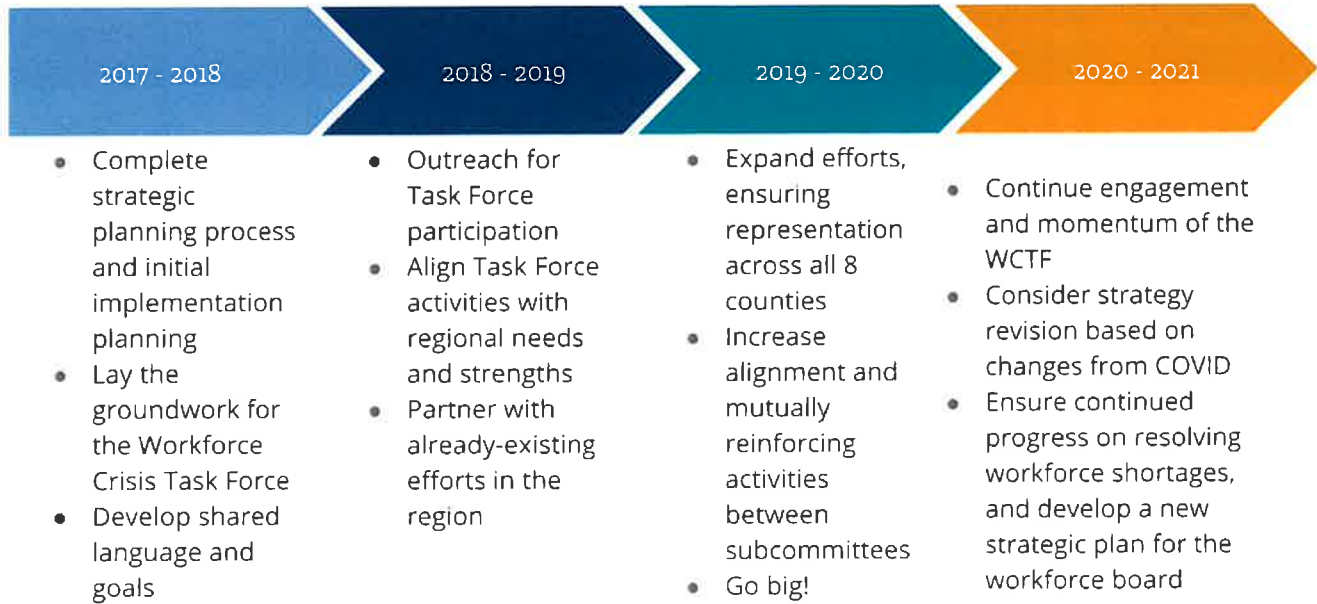 2017 - 2018
2018 - 2019
2019 - 2020
2020 - 2021
Complete
strategic
planning process
and initial
implementation
planning
Lay the
groundwork for
the Workforce
Crisis Task Force
Develop shared
language and
goals
Outreach for
Task Force
participation
Align Task Force
activities with
regional needs
and strengths
Partner with
already-existing
efforts in the
region
Expand efforts,
ensuring
representation
across all 8
counties
Increase
alignment and
mutually
reinforcing
activities
between
subcommittees
Go big!
Continue engagement
and momentum of the
WCTF
Consider strategy
revision based on
changes from COVID
Ensure continued
progress on resolving
workforce shortages,
and develop a new
strategic plan for the
workforce board